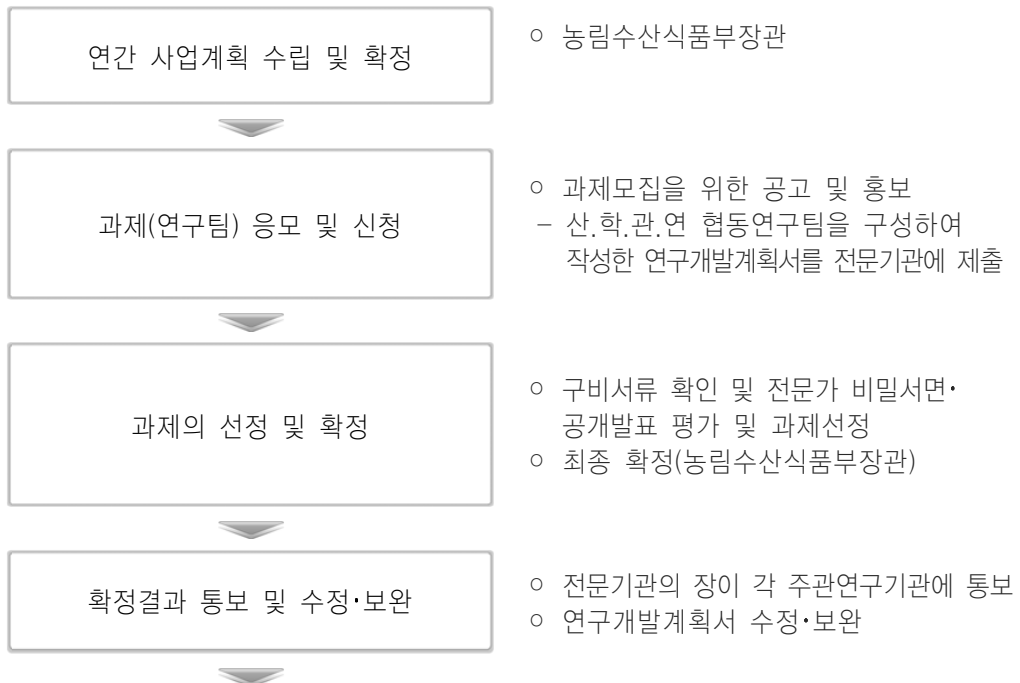 연간 사업계획 수립 및 확정
○ 농림수산식품부장관
과제(연구팀) 응모 및 신청
○ 과제모집을 위한 공고 및 홍보
- 산.학.관.연 협동연구팀을 구성하여
작성한 연구개발계획서를 전문기관에 제출
과제의 선정 및 확정
○ 구비서류 확인 및 전문가 비밀서면·
공개발표 평가 및 과제선정
○ 최종 확정(농림수산식품부장관)
확정결과 통보 및 수정·보완
○ 전문기관의 장이 각 주관연구기관에 통보
○ 연구개발계획서 수정·보완